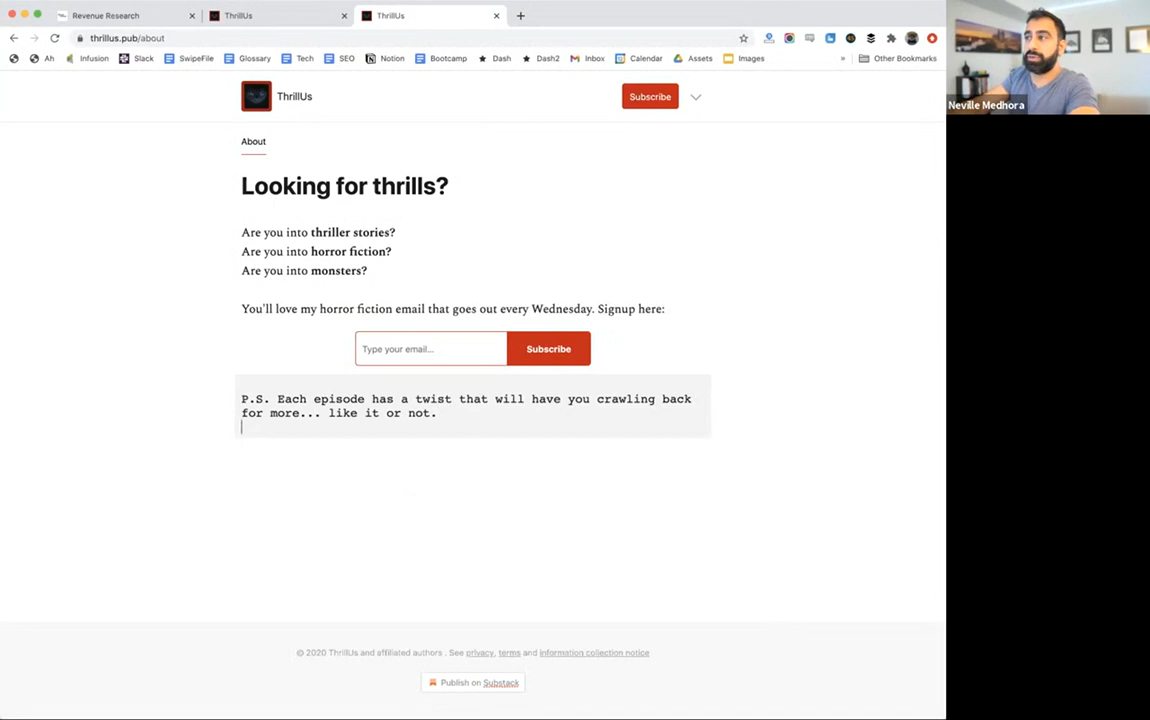 Revenue Research
ThrillUs
ThrillUs
thrillus.pub/about
Ah
Infusion
Slack
SwipeFile
Glossary
Tech
SEO
Notion
Bootcamp
Dash
Dash2
Inbox
Calendar
Assets
Images
»
Other Bookmarks
Neville Medhora
ThrillUs
Subscribe
About
Looking for thrills?
Are you into thriller stories?
Are you into horror fiction?
Are you into monsters?
You'll love my horror fiction email that goes out every Wednesday. Signup here:
Type your email...
Subscribe
P.S. Each episode has a twist that will have you crawling back
for more... like it or not.
© 2020 ThrillUs and affiliated authors . See privacy, terms and information collection notice
Publish on Substack